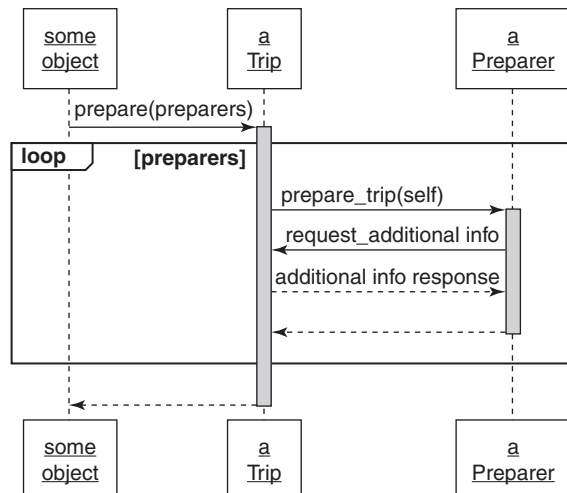 some
object
a
Trip
a
Preparer
prepare(preparers)
loop
[preparers]
prepare_trip(self)
request_additional info
additional info response
some
object
a
Trip
a
Preparer